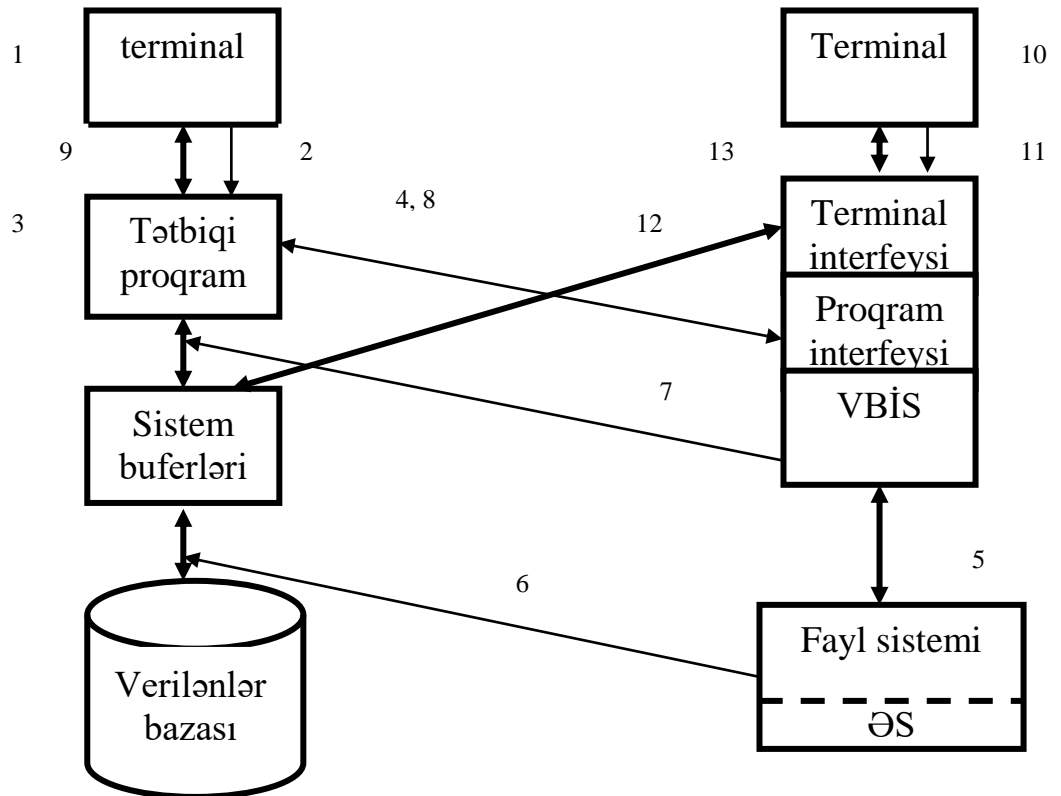 1
terminal
Terminal
10
9
2
13
11
3
Tətbiqi
proqram
4, 8
12
Terminal
interfeysi
Proqram
interfeysi
7
VBİS
Sistem
buferləri
5
6
Fayl sistemi
Verilənlər
bazası
ƏS